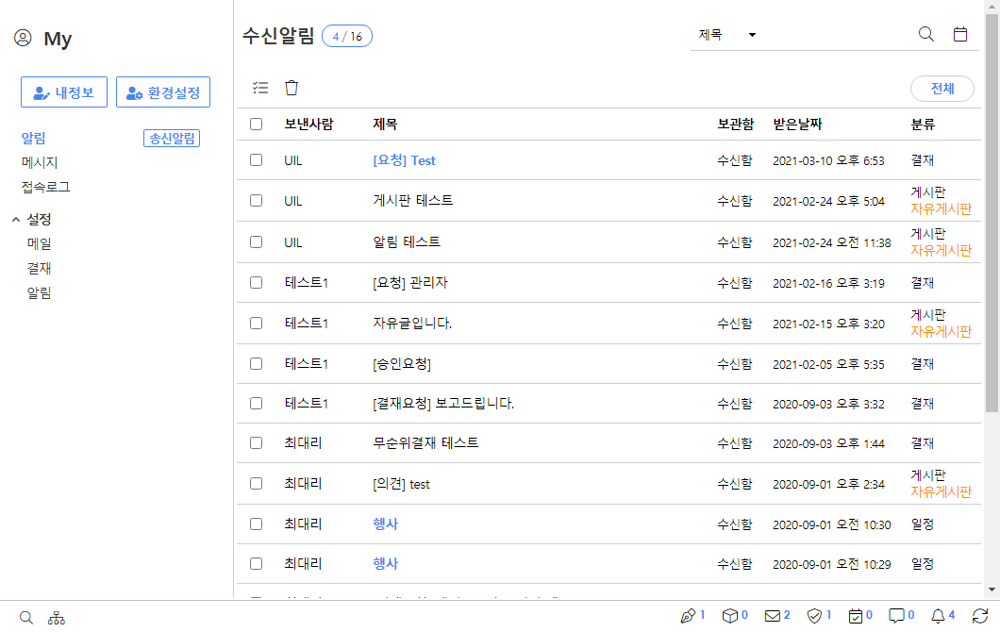 My
내정보
환경설정
알림
송신알림
메시지
접속로그
설정
메일
결재
알림
수신알림 4 / 16
제목
전체
보낸사람 제목 보관함 받은날짜 분류
UIL [요청] Test 수신함 2021-03-10 오후 6:53 결재
UIL 게시판 테스트 수신함 2021-02-24 오후 5:04 게시판
자유게시판
UIL 알림 테스트 수신함 2021-02-24 오전 11:38 게시판
자유게시판
테스트1 [요청] 관리자 수신함 2021-02-16 오후 3:19 결재
테스트1 자유글입니다. 수신함 2021-02-15 오후 3:20 게시판
자유게시판
테스트1 [승인요청] 수신함 2021-02-05 오후 5:35 결재
테스트1 [결재요청] 보고드립니다. 수신함 2020-09-03 오후 3:32 결재
최대리 무순위결재 테스트 수신함 2020-09-03 오후 1:44 결재
최대리 [의견] test 수신함 2020-09-01 오후 2:34 게시판
자유게시판
최대리 행사 수신함 2020-09-01 오전 10:30 일정
최대리 행사 수신함 2020-09-01 오전 10:29 일정
1 0 2 1 0 0 4